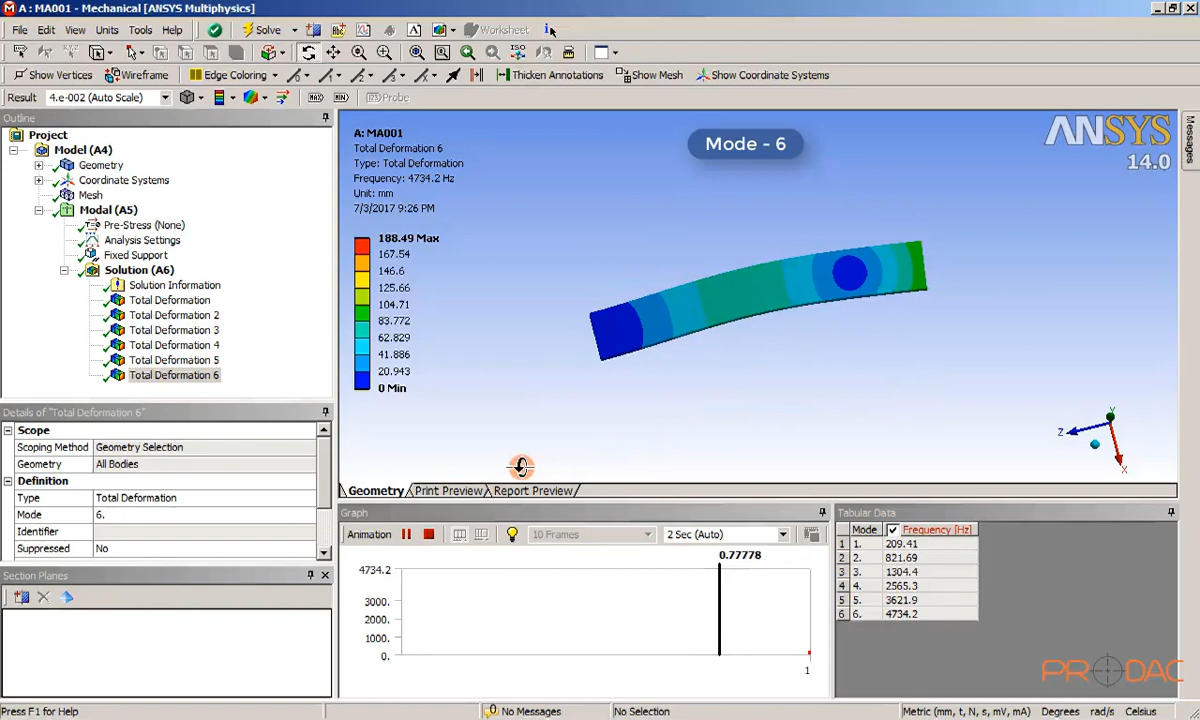 A : MA001 - Mechanical [ANSYS Multiphysics]
File Edit View Units Tools Help Solve Worksheet
Show Vertices Wireframe Edge Coloring Thicken Annotations Show Mesh Show Coordinate Systems
Result 4.e-002 (Auto Scale) MAX MIN Probe
Outline
Project
Model (A4)
Geometry
Coordinate Systems
Mesh
Modal (A5)
Pre-Stress (None)
Analysis Settings
Fixed Support
Solution (A6)
Solution Information
Total Deformation
Total Deformation 2
Total Deformation 3
Total Deformation 4
Total Deformation 5
Total Deformation 6
Details of "Total Deformation 6"
Scope
Scoping Method Geometry Selection
Geometry All Bodies
Definition
Type Total Deformation
Mode 6.
Identifier
Suppressed No
Section Planes
A: MA001
Total Deformation 6
Type: Total Deformation
Frequency: 4734.2 Hz
Unit: mm
7/3/2017 9:26 PM
188.49 Max
167.54
146.6
125.66
104.71
83.772
62.829
41.886
20.943
0 Min
Mode - 6
ANSYS
14.0
Messages
Y
Z
X
Geometry Print Preview Report Preview
Graph
Animation 10 Frames 2 Sec (Auto)
0.77778
4734.2
3000.
2000.
1000.
0.
1
Tabular Data
Mode Frequency [Hz]
1 1. 209.41
2 2. 821.69
3 3. 1304.4
4 4. 2565.3
5 5. 3621.9
6 6. 4734.2
PRODAC
Press F1 for Help 0 No Messages No Selection Metric (mm, t, N, s, mV, mA) Degrees rad/s Celsius